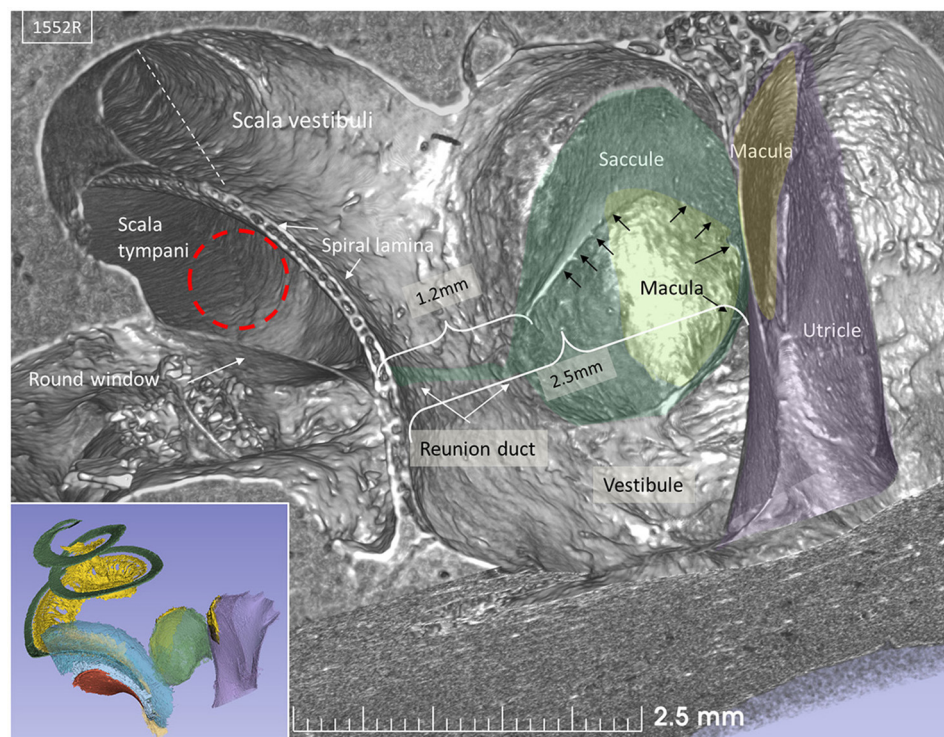 1552R
Scala vestibuli
Saccule
Macula
Scala
tympani
Spiral lamina
1.2mm
Macula
Utricle
Round window
2.5mm
Reunion duct
Vestibule
2.5 mm